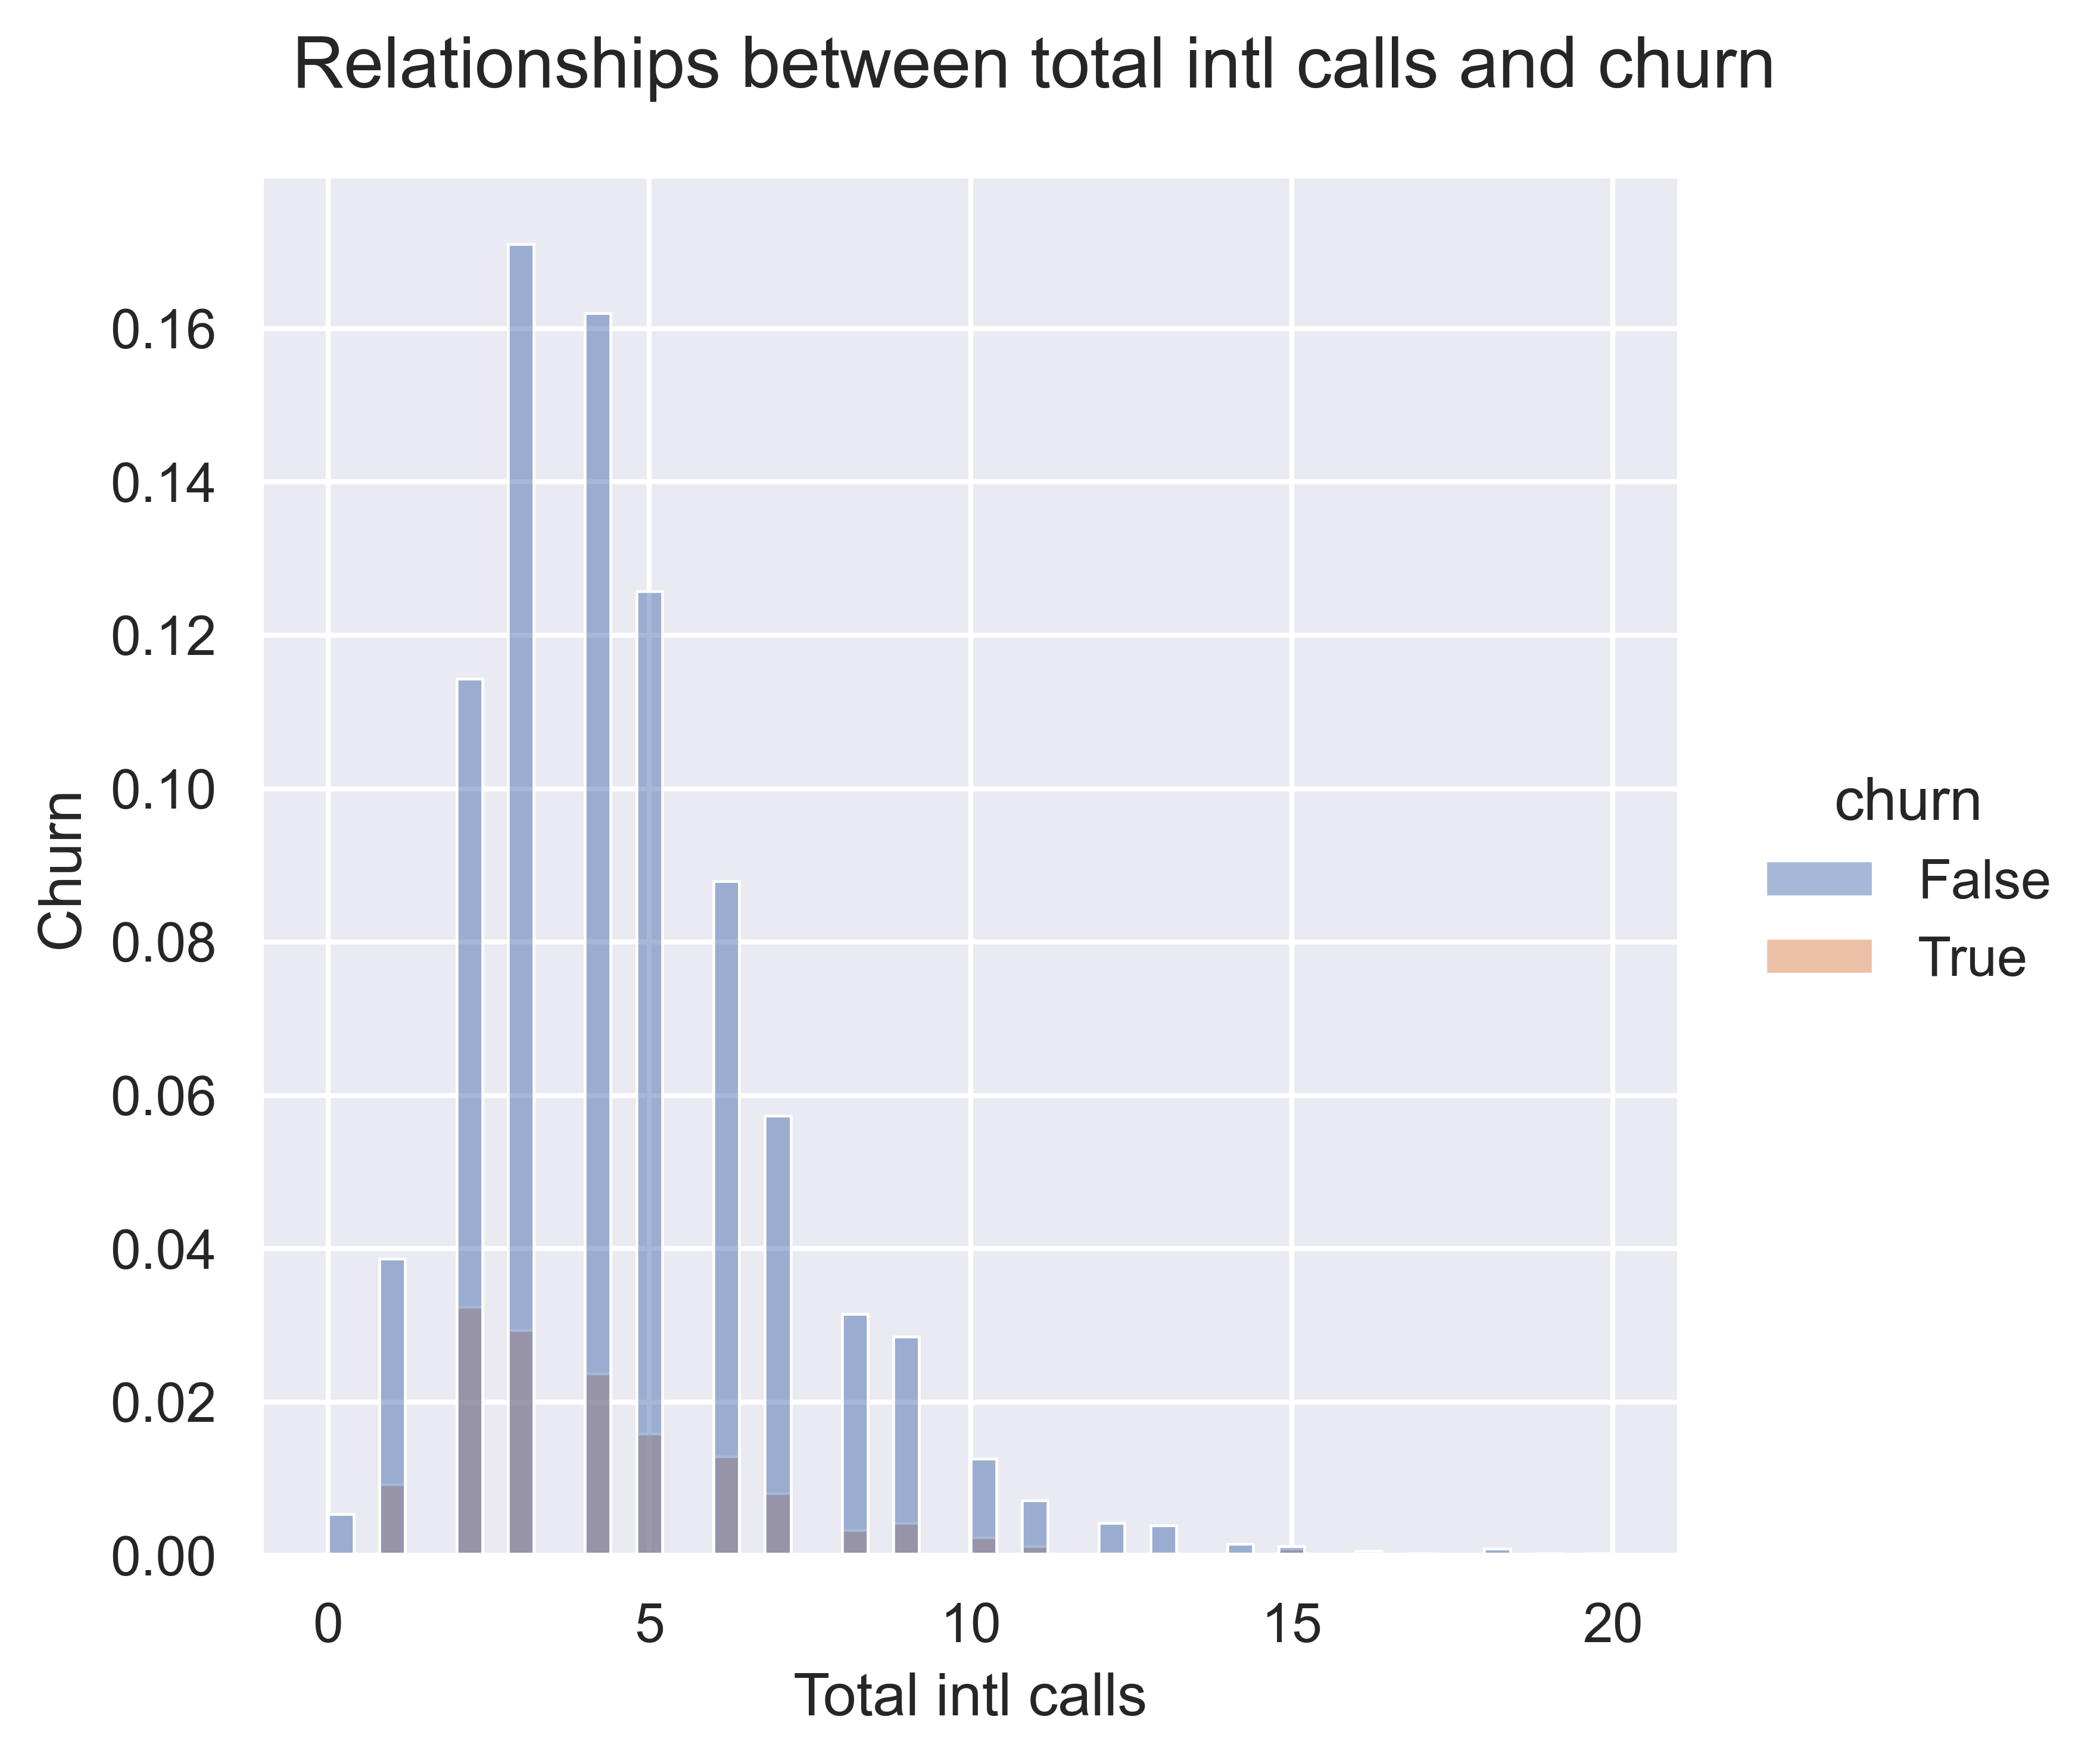 Relationships between total intl calls and churn
0.16
0.14
0.12
0.10
0.08
0.06
0.04
0.02
0.00
Churn
0 5 10 15 20
Total intl calls
churn
False
True